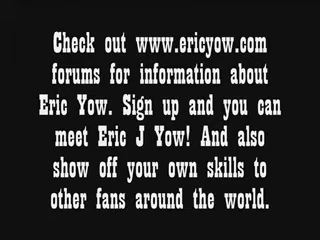 Check out www.ericyow.com
forums for information about
Eric Yow. Sign up and you can
meet Eric J Yow! And also
show off your own skills to
other fans around the world.